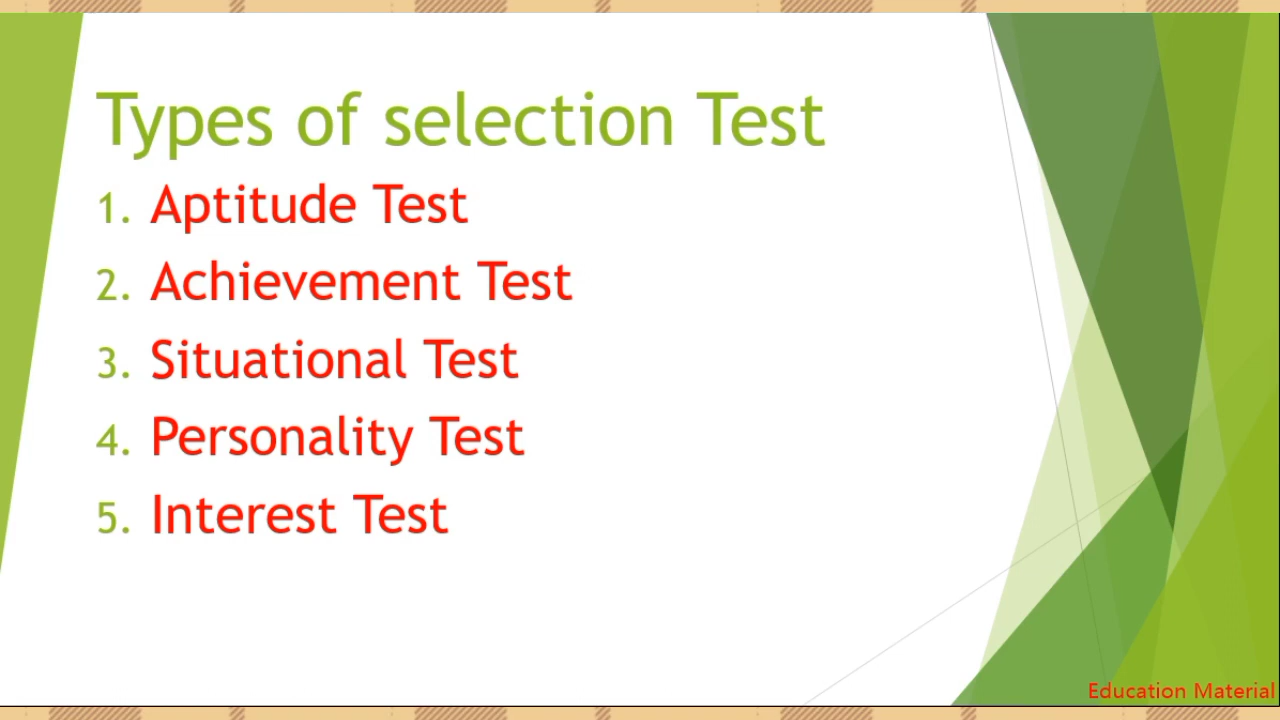 Types of selection Test
1. Aptitude Test
2. Achievement Test
3. Situational Test
4. Personality Test
5. Interest Test
Education Material